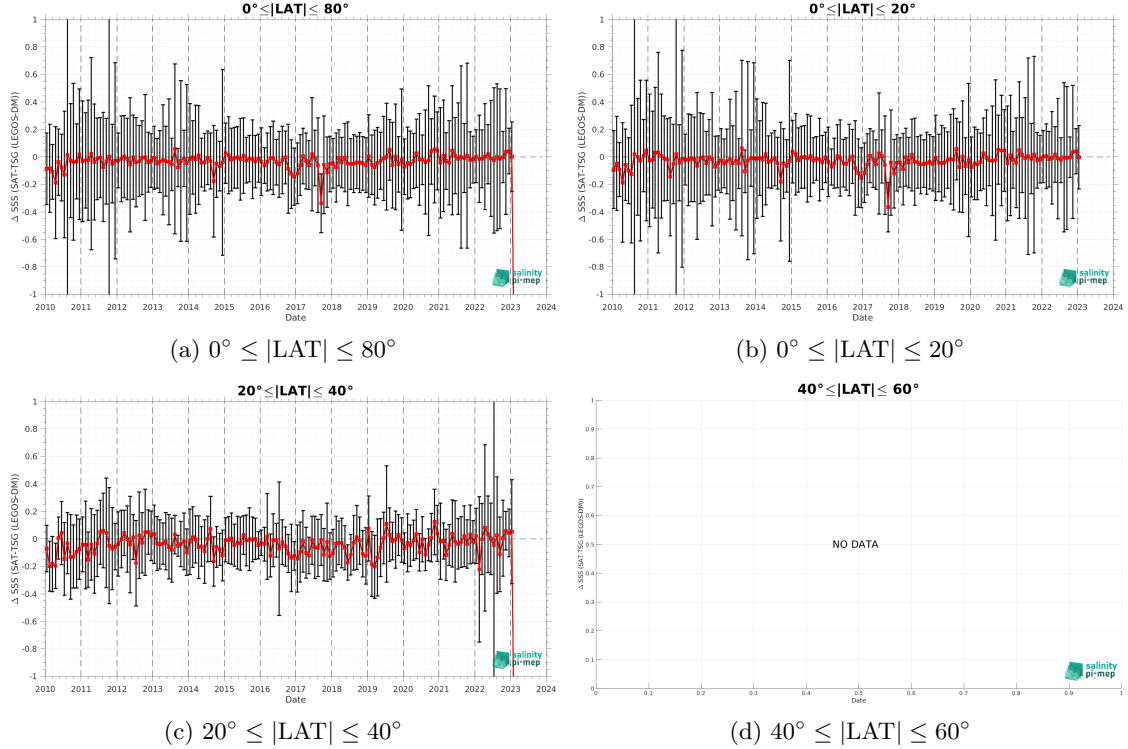 0°≤|LAT|≤ 80°
Δ SSS (SAT-TSG (LEGOS-DM))
1
0.8
0.6
0.4
0.2
0
-0.2
-0.4
-0.6
-0.8
-1
2010 2011 2012 2013 2014 2015 2016 2017 2018 2019 2020 2021 2022 2023 2024
Date
salinity
pi-mep
(a) 0° ≤ |LAT| ≤ 80°
0°≤|LAT|≤ 20°
Δ SSS (SAT-TSG (LEGOS-DM))
1
0.8
0.6
0.4
0.2
0
-0.2
-0.4
-0.6
-0.8
-1
2010 2011 2012 2013 2014 2015 2016 2017 2018 2019 2020 2021 2022 2023 2024
Date
salinity
pi-mep
(b) 0° ≤ |LAT| ≤ 20°
20°≤|LAT|≤ 40°
Δ SSS (SAT-TSG (LEGOS-DM))
1
0.8
0.6
0.4
0.2
0
-0.2
-0.4
-0.6
-0.8
-1
2010 2011 2012 2013 2014 2015 2016 2017 2018 2019 2020 2021 2022 2023 2024
Date
salinity
pi-mep
(c) 20° ≤ |LAT| ≤ 40°
40°≤|LAT|≤ 60°
Δ SSS (SAT-TSG (LEGOS-DM))
1
0.9
0.8
0.7
0.6
0.5
0.4
0.3
0.2
0.1
0
NO DATA
0 0.1 0.2 0.3 0.4 0.5 0.6 0.7 0.8 0.9 1
Date
salinity
pi-mep
(d) 40° ≤ |LAT| ≤ 60°